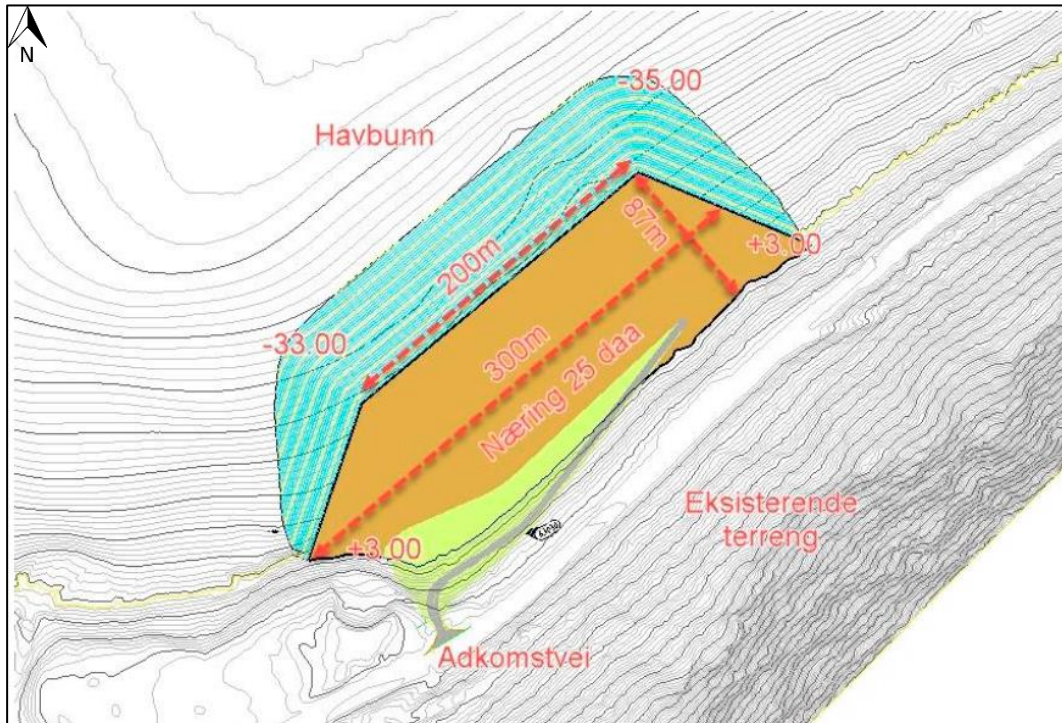 N
Havbunn
-35.00
200m
87m
+3.00
-33.00
300m
Næring 25 daa
Eksisterende
terreng
+3.00
Adkomstvei